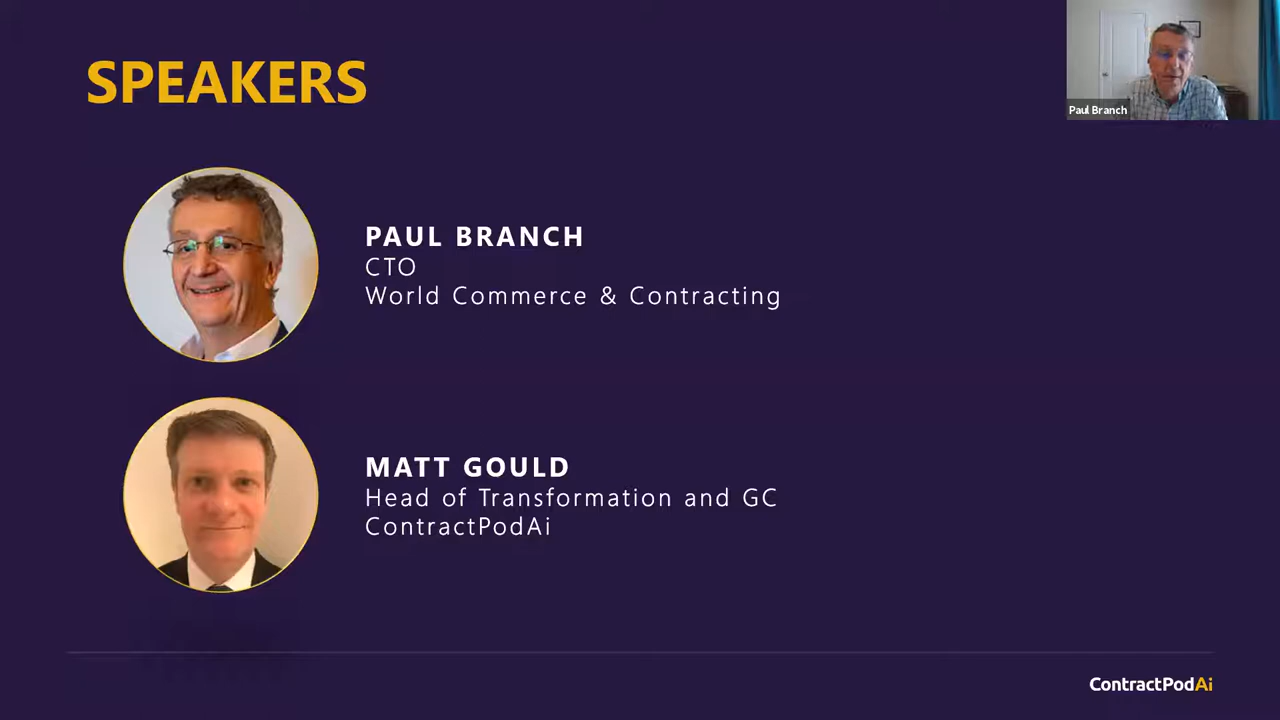 SPEAKERS
Paul Branch
PAUL BRANCH
CTO
World Commerce & Contracting
MATT GOULD
Head of Transformation and GC
ContractPodAi
ContractPodAi